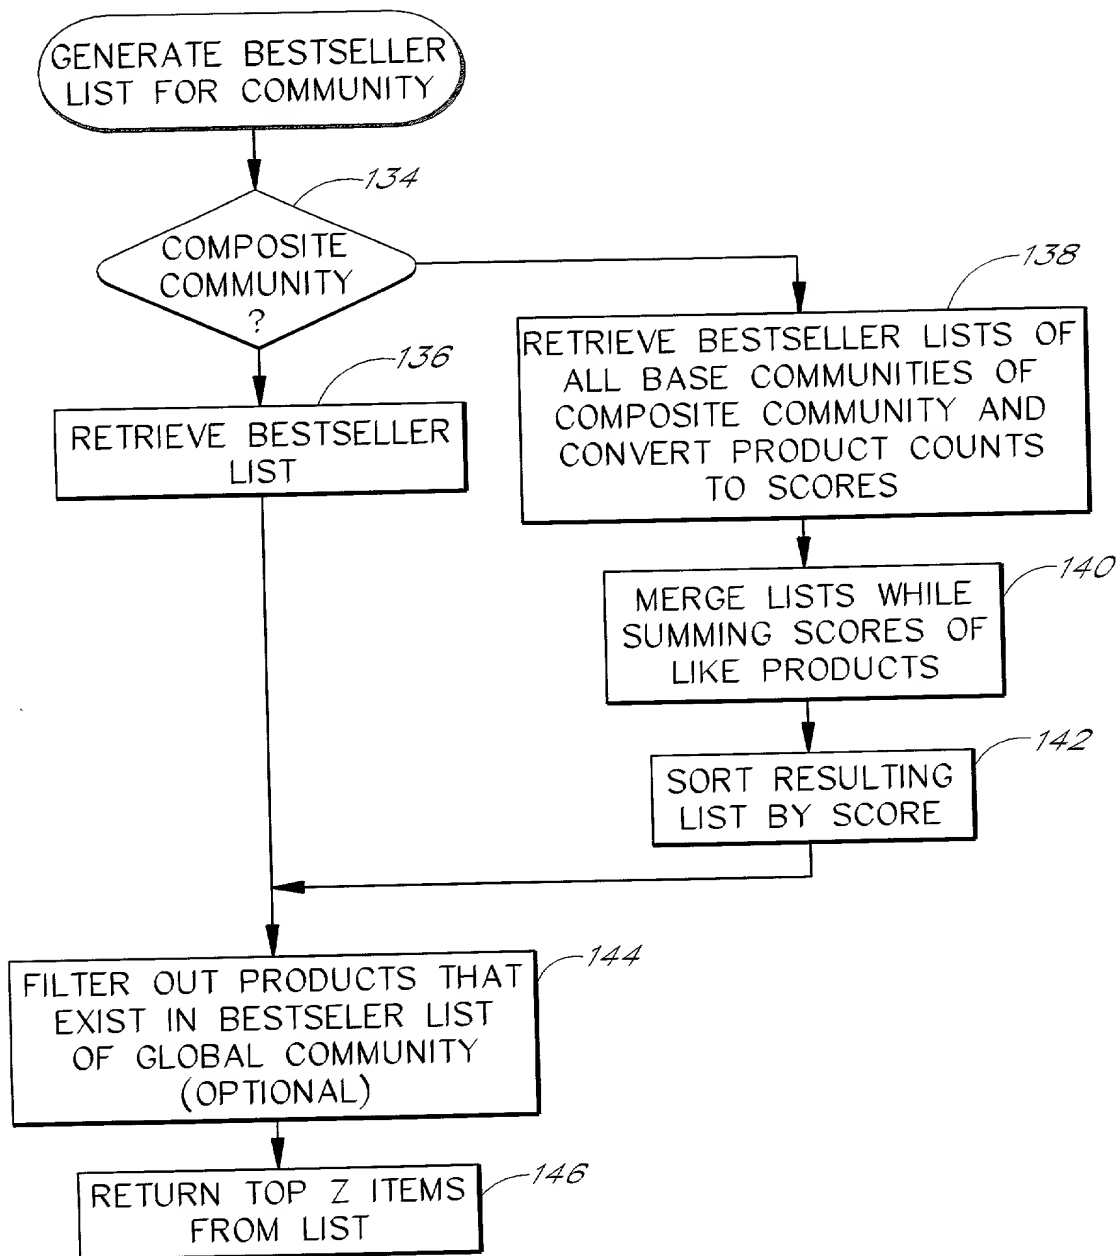 GENERATE BESTSELLER
LIST FOR COMMUNITY
134
COMPOSITE
COMMUNITY
?
136
RETRIEVE BESTSELLER
LIST
138
RETRIEVE BESTSELLER LISTS OF
ALL BASE COMMUNITIES OF
COMPOSITE COMMUNITY AND
CONVERT PRODUCT COUNTS
TO SCORES
140
MERGE LISTS WHILE
SUMMING SCORES OF
LIKE PRODUCTS
142
SORT RESULTING
LIST BY SCORE
144
FILTER OUT PRODUCTS THAT
EXIST IN BESTSELER LIST
OF GLOBAL COMMUNITY
(OPTIONAL)
146
RETURN TOP Z ITEMS
FROM LIST